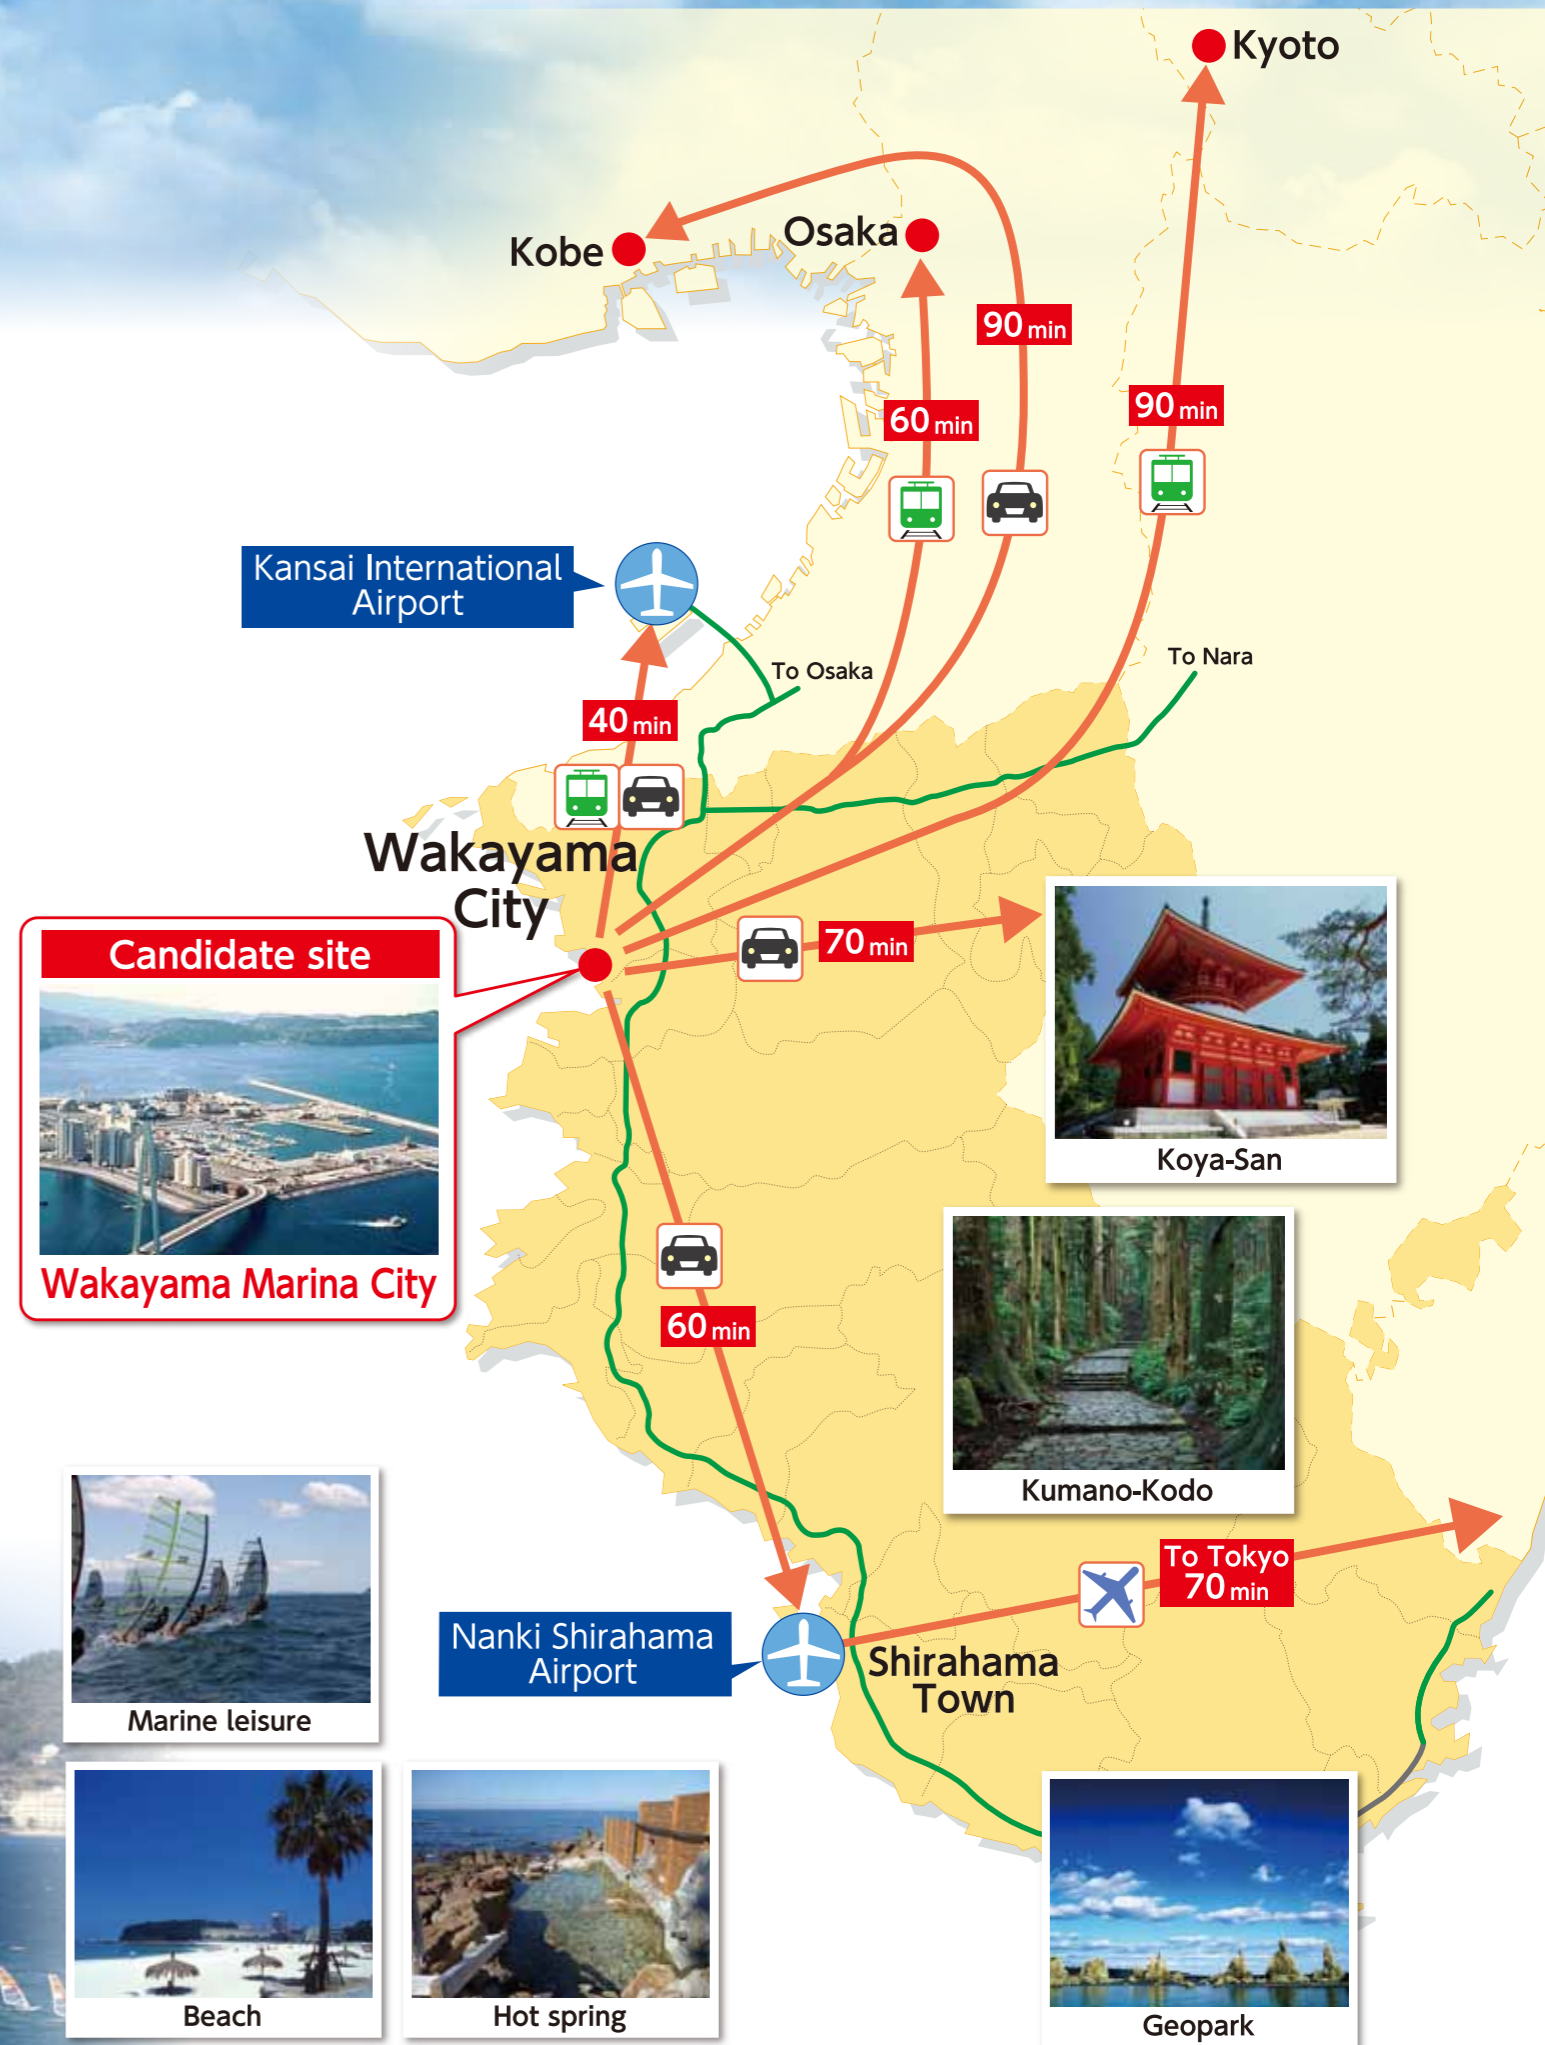 Kyoto
Kobe
Osaka
90 min
60 min
90 min
Kansai International
Airport
To Osaka
To Nara
40 min
Wakayama
City
Candidate site
70 min
Wakayama Marina City
Koya-San
60 min
Kumano-Kodo
To Tokyo
70 min
Nanki Shirahama
Airport
Shirahama
Town
Marine leisure
Beach
Hot spring
Geopark